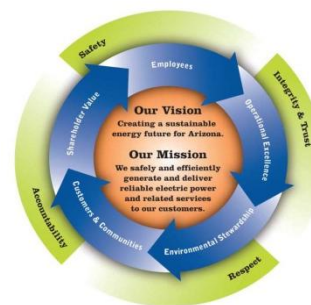 Safety
Employees
Integrity & Trust
Operational Excellence
Shareholder Value
Our Vision
Creating a sustainable
energy future for Arizona.
Our Mission
We safely and efficiently
generate and deliver
reliable electric power
and related services
to our customers.
Customers & Communities
Environmental Stewardship
Accountability
Respect